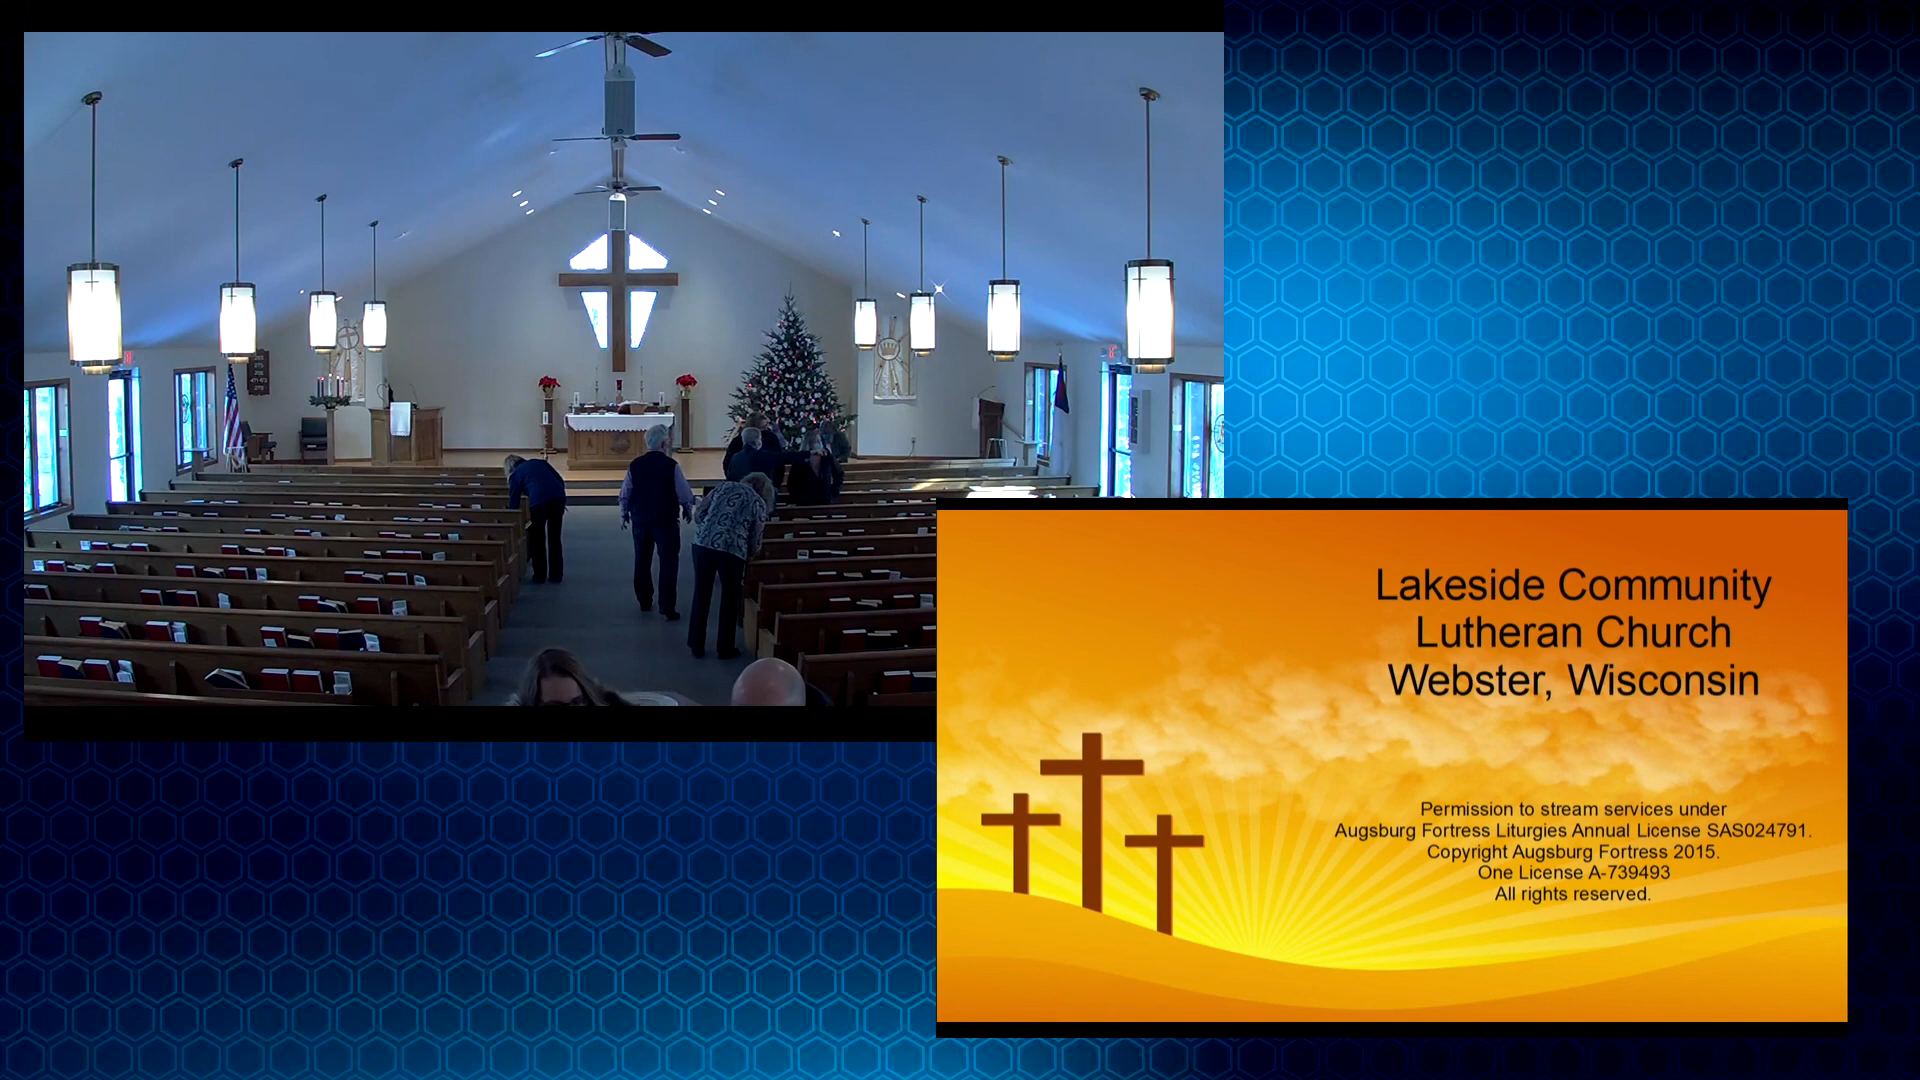 Lakeside Community
Lutheran Church
Webster, Wisconsin
Permission to stream services under
Augsburg Fortress Liturgies Annual License SAS024791.
Copyright Augsburg Fortress 2015.
One License A-739493
All rights reserved.